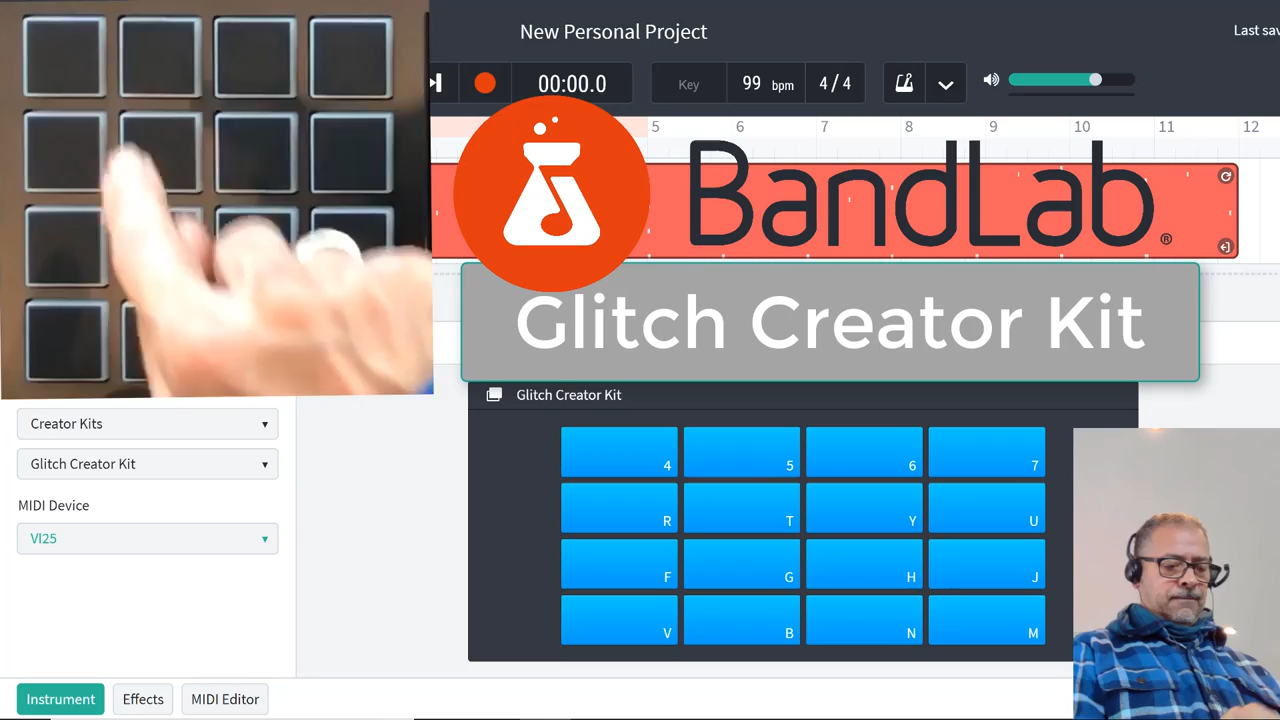 New Personal Project
Last sav
00:00.0
Key
99 bpm
4 / 4
5 6 7 8 9 10 11 12
BandLab®
Glitch Creator Kit
Glitch Creator Kit
4 5 6 7
R T Y U
F G H J
V B N M
Creator Kits
Glitch Creator Kit
MIDI Device
VI25
Instrument
Effects
MIDI Editor